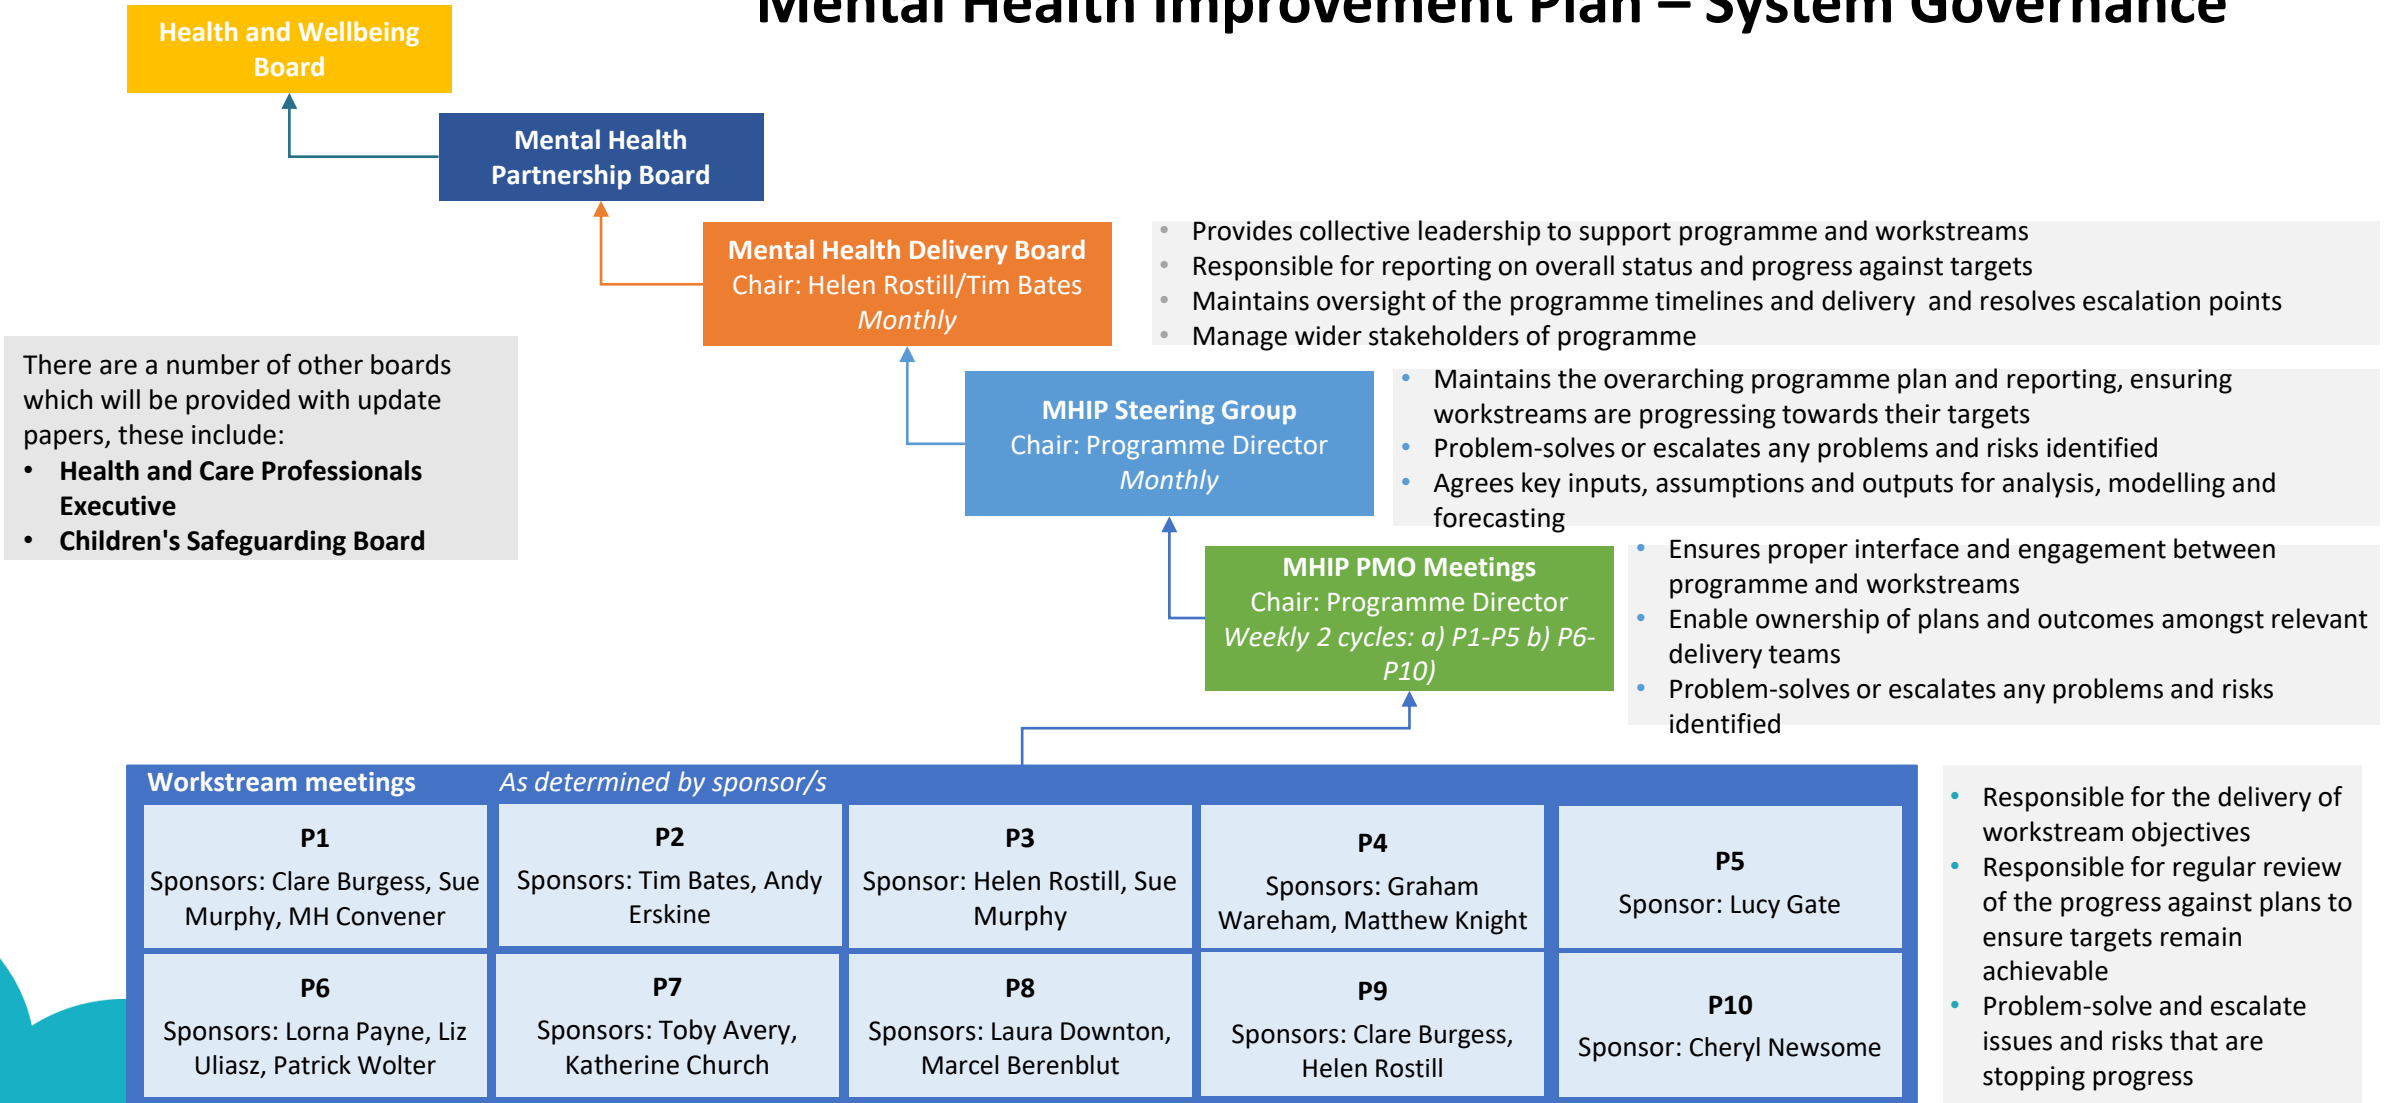 Mental Health Improvement Plan – System Governance
Health and Wellbeing
Board
Mental Health
Partnership Board
Mental Health Delivery Board
Chair: Helen Rostill/Tim Bates
Monthly
• Provides collective leadership to support programme and workstreams
• Responsible for reporting on overall status and progress against targets
• Maintains oversight of the programme timelines and delivery  and resolves escalation points
• Manage wider stakeholders of programme
There are a number of other boards
which will be provided with update
papers, these include:
• Health and Care Professionals
Executive
• Children's Safeguarding Board
MHIP Steering Group
Chair: Programme Director
Monthly
• Maintains the overarching programme plan and reporting, ensuring
workstreams are progressing towards their targets
• Problem-solves or escalates any problems and risks identified
• Agrees key inputs, assumptions and outputs for analysis, modelling and
forecasting
MHIP PMO Meetings
Chair: Programme Director
Weekly 2 cycles: a) P1-P5 b) P6-
P10)
• Ensures proper interface and engagement between
programme and workstreams
• Enable ownership of plans and outcomes amongst relevant
delivery teams
• Problem-solves or escalates any problems and risks
identified
Workstream meetings As determined by sponsor/s
P1
Sponsors: Clare Burgess, Sue
Murphy, MH Convener
P2
Sponsors: Tim Bates, Andy
Erskine
P3
Sponsor: Helen Rostill, Sue
Murphy
P4
Sponsors: Graham
Wareham, Matthew Knight
P5
Sponsor: Lucy Gate
P6
Sponsors: Lorna Payne, Liz
Uliasz, Patrick Wolter
P7
Sponsors: Toby Avery,
Katherine Church
P8
Sponsors: Laura Downton,
Marcel Berenblut
P9
Sponsors: Clare Burgess,
Helen Rostill
P10
Sponsor: Cheryl Newsome
• Responsible for the delivery of
workstream objectives
• Responsible for regular review
of the progress against plans to
ensure targets remain
achievable
• Problem-solve and escalate
issues and risks that are
stopping progress